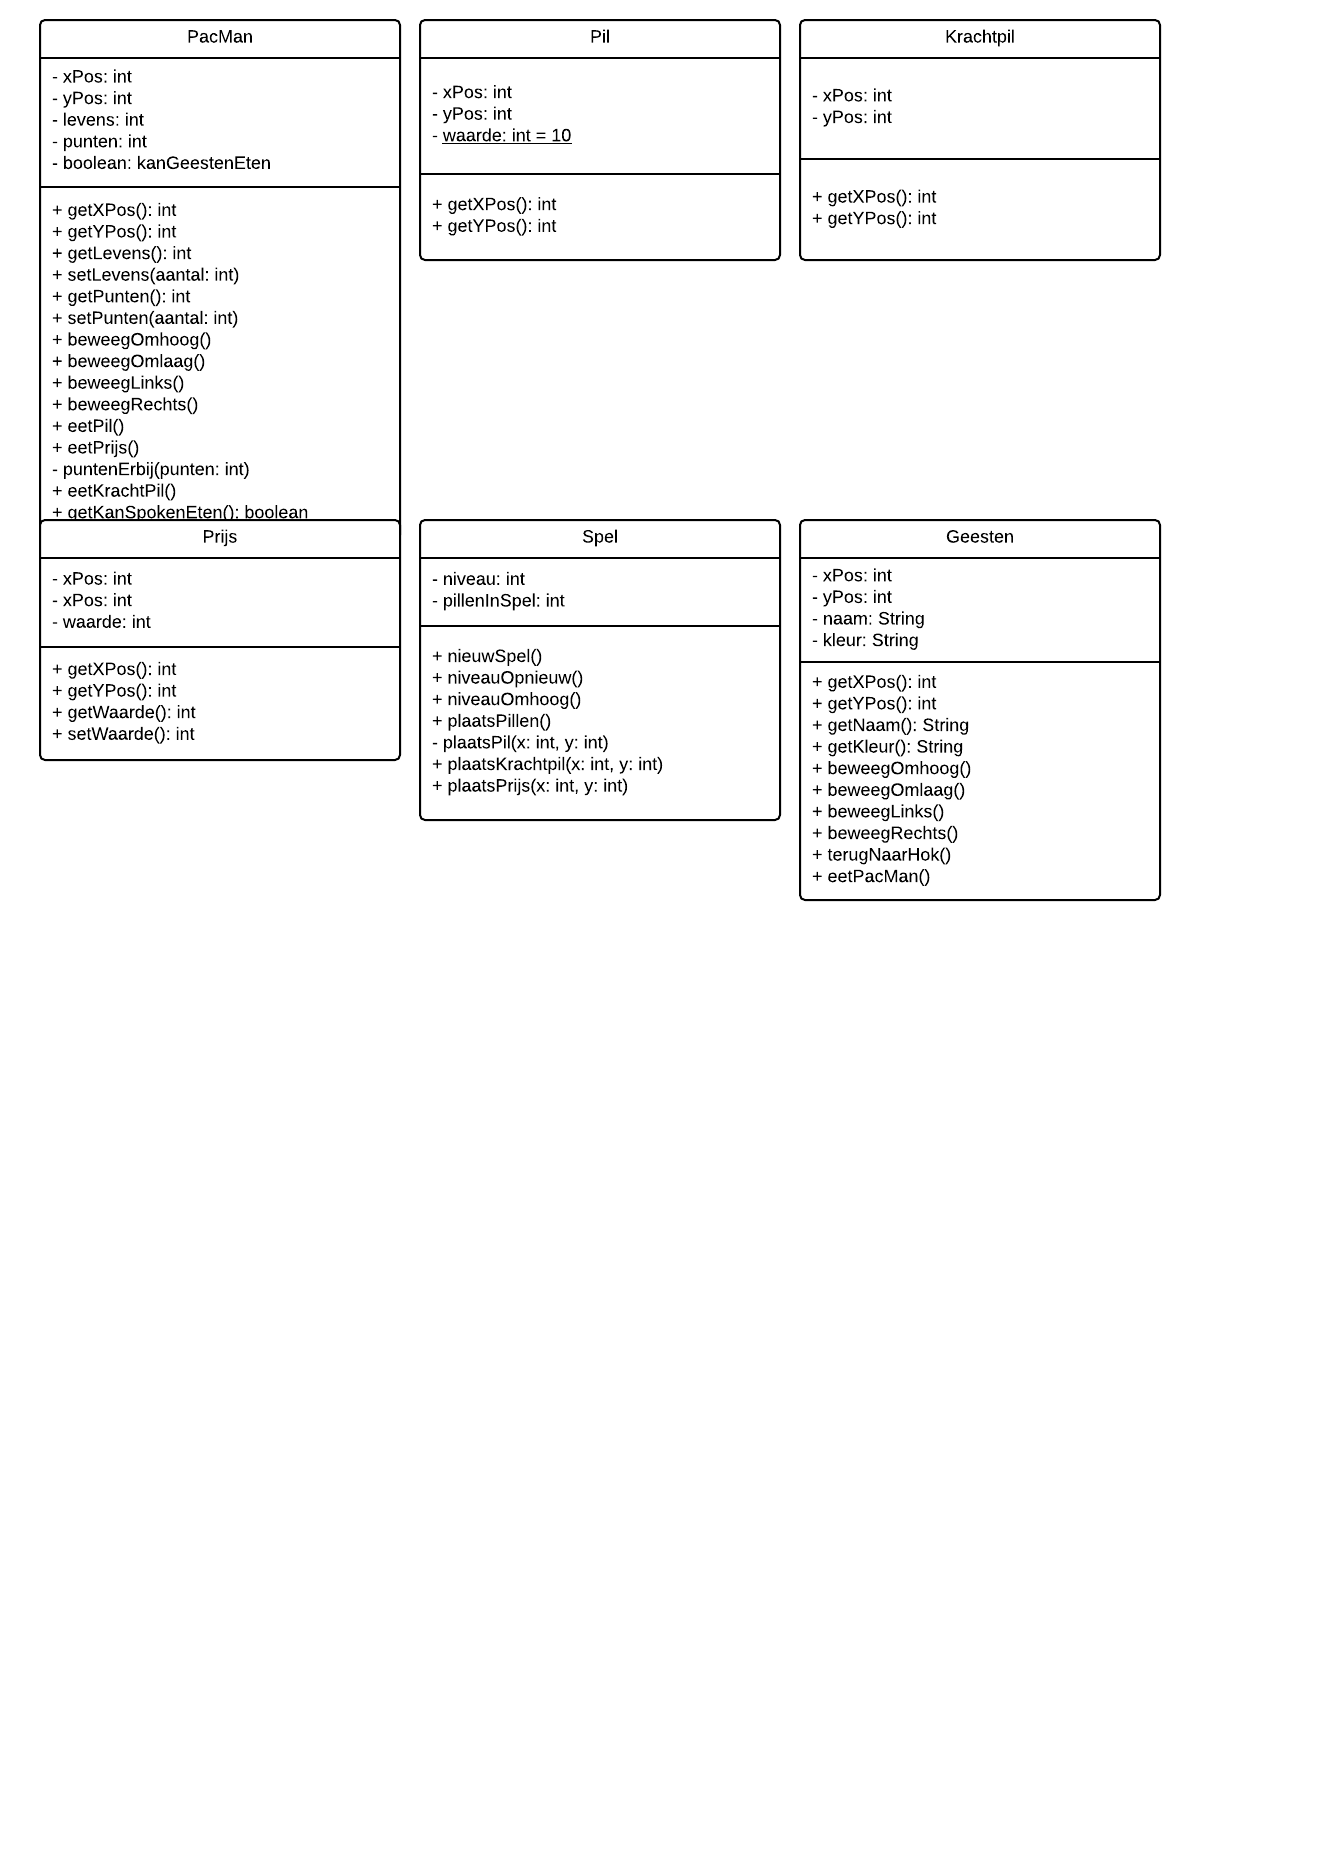 PacMan
- xPos: int
- yPos: int
- levens: int
- punten: int
- boolean: kanGeestenEten
+ getXPos(): int
+ getYPos(): int
+ getLevens(): int
+ setLevens(aantal: int)
+ getPunten(): int
+ setPunten(aantal: int)
+ beweegOmhoog()
+ beweegOmlaag()
+ beweegLinks()
+ beweegRechts()
+ eetPil()
+ eetPrijs()
- puntenErbij(punten: int)
+ eetKrachtPil()
+ getKanSpokenEten(): boolean
Pil
- xPos: int
- yPos: int
- waarde: int = 10
+ getXPos(): int
+ getYPos(): int
Krachtpil
- xPos: int
- yPos: int
+ getXPos(): int
+ getYPos(): int
Prijs
- xPos: int
- xPos: int
- waarde: int
+ getXPos(): int
+ getYPos(): int
+ getWaarde(): int
+ setWaarde(): int
Spel
- niveau: int
- pillenInSpel: int
+ nieuwSpel()
+ niveauOpnieuw()
+ niveauOmhoog()
+ plaatsPillen()
- plaatsPil(x: int, y: int)
+ plaatsKrachtpil(x: int, y: int)
+ plaatsPrijs(x: int, y: int)
Geesten
- xPos: int
- yPos: int
- naam: String
- kleur: String
+ getXPos(): int
+ getYPos(): int
+ getNaam(): String
+ getKleur(): String
+ beweegOmhoog()
+ beweegOmlaag()
+ beweegLinks()
+ beweegRechts()
+ terugNaarHok()
+ eetPacMan()